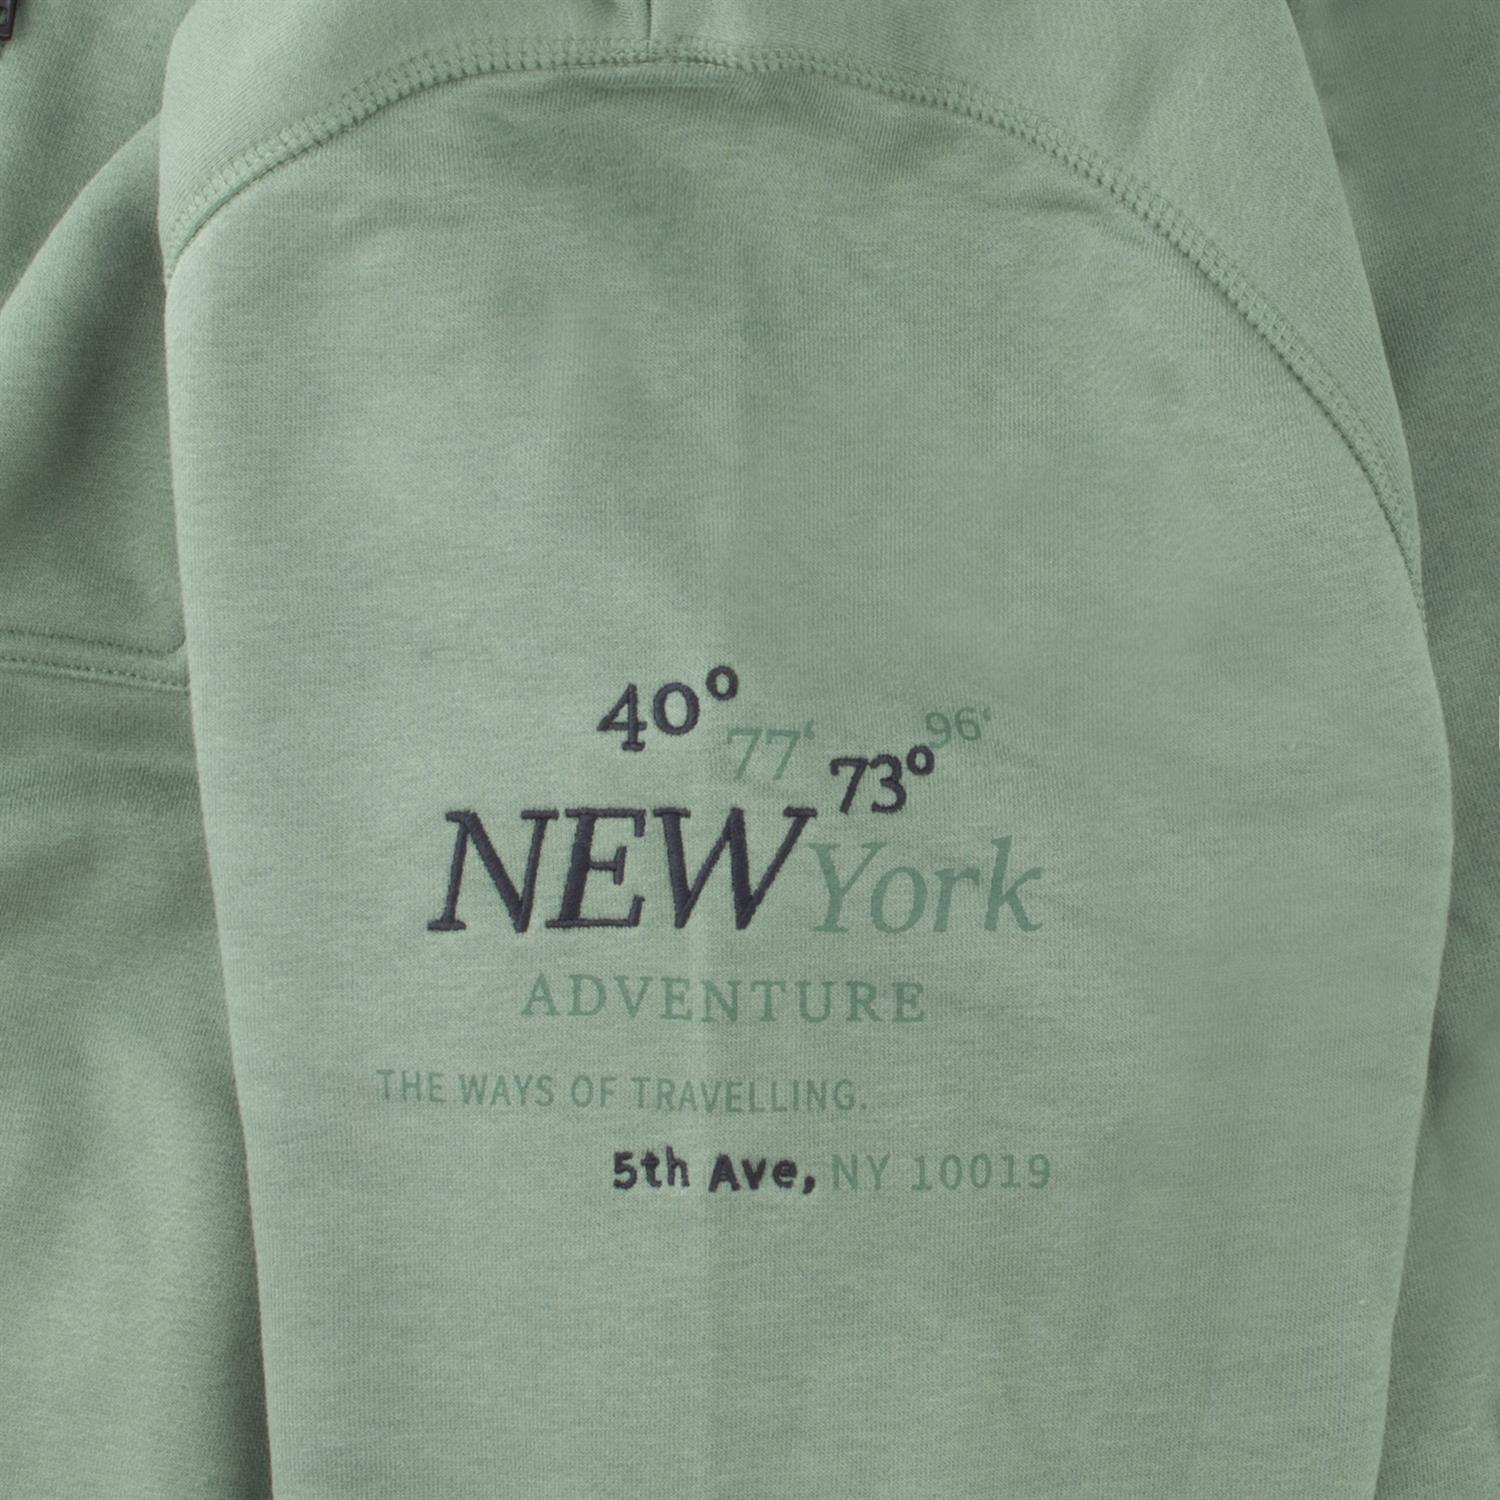 40° 77‘ 73° 96‘
NEW York
ADVENTURE
THE WAYS OF TRAVELLING.
5th Ave, NY 10019